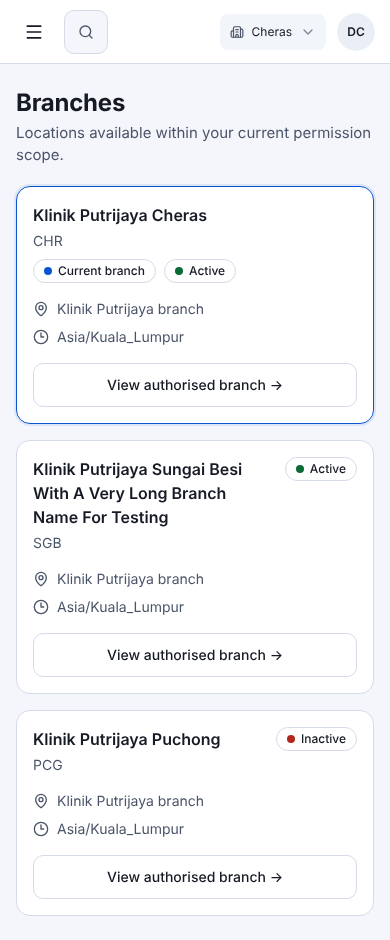 Cheras
DC
Branches
Locations available within your current permission
scope.
Klinik Putrijaya Cheras
CHR
Current branch
Active
Klinik Putrijaya branch
Asia/Kuala_Lumpur
View authorised branch →
Klinik Putrijaya Sungai Besi
With A Very Long Branch
Name For Testing
Active
SGB
Klinik Putrijaya branch
Asia/Kuala_Lumpur
View authorised branch →
Klinik Putrijaya Puchong
Inactive
PCG
Klinik Putrijaya branch
Asia/Kuala_Lumpur
View authorised branch →